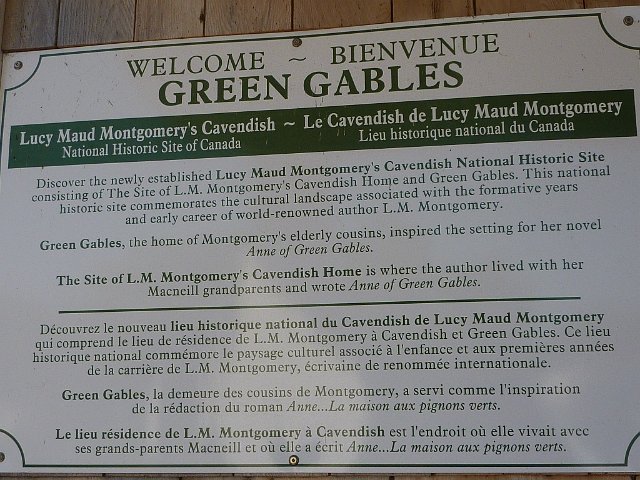 WELCOME ~ BIENVENUE
GREEN GABLES
Lucy Maud Montgomery's Cavendish ~ Le Cavendish de Lucy Maud Montgomery
National Historic Site of Canada Lieu historique national du Canada
Discover the newly established Lucy Maud Montgomery's Cavendish National Historic Site
consisting of The Site of L.M. Montgomery's Cavendish Home and Green Gables. This national
historic site commemorates the cultural landscape associated with the formative years
and early career of world-renowned author L.M. Montgomery.
Green Gables, the home of Montgomery's elderly cousins, inspired the setting for her novel
Anne of Green Gables.
The Site of L.M. Montgomery's Cavendish Home is where the author lived with her
Macneill grandparents and wrote Anne of Green Gables.
Découvrez le nouveau lieu historique national du Cavendish de Lucy Maud Montgomery
qui comprend le lieu de résidence de L.M. Montgomery à Cavendish et Green Gables. Ce lieu
historique national commémore le paysage culturel associé à l'enfance et aux premières années
de la carrière de L.M. Montgomery, écrivaine de renommée internationale.
Green Gables, la demeure des cousins de Montgomery, a servi comme l'inspiration
de la rédaction du roman Anne...La maison aux pignons verts.
Le lieu résidence de L.M. Montgomery à Cavendish est l'endroit où elle vivait avec
ses grands-parents Macneill et où elle a écrit Anne...La maison aux pignons verts.